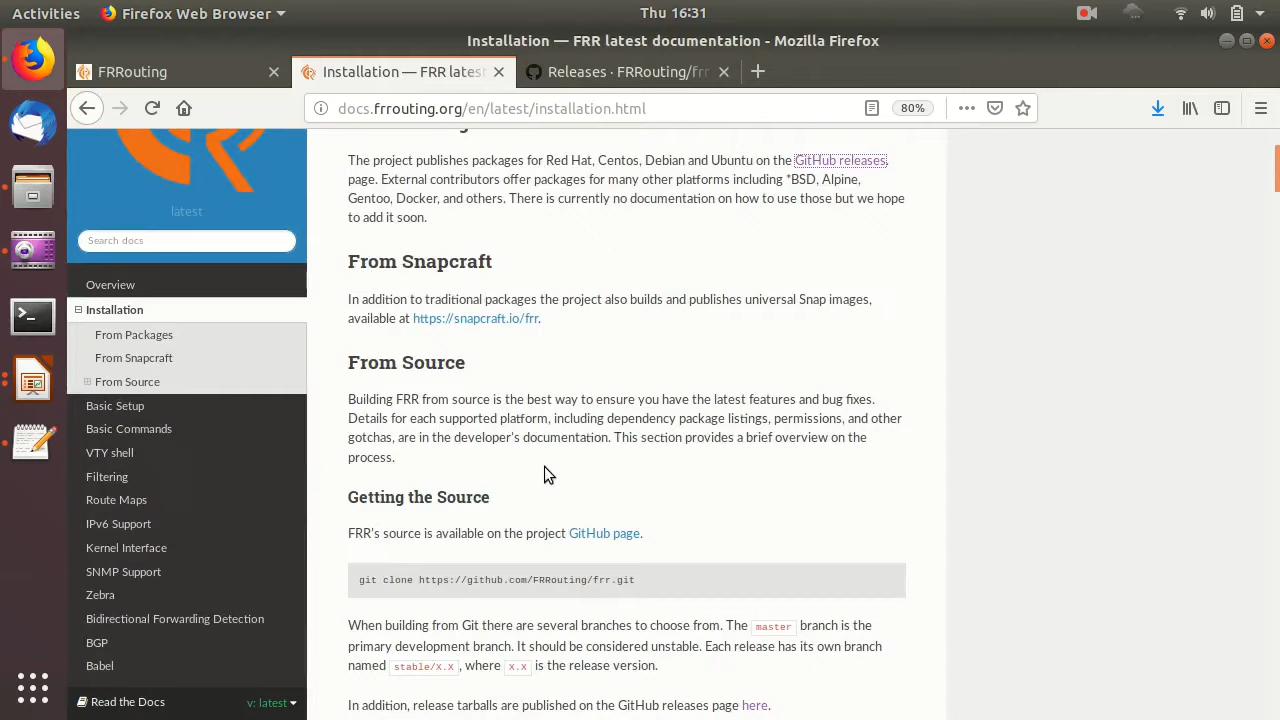 Activities Firefox Web Browser Thu 16:31
Installation — FRR latest documentation - Mozilla Firefox
FRRouting Installation — FRR latest Releases · FRRouting/frr
docs.frrouting.org/en/latest/installation.html 80%
latest
Search docs
Overview
Installation
From Packages
From Snapcraft
From Source
Basic Setup
Basic Commands
VTY shell
Filtering
Route Maps
IPv6 Support
Kernel Interface
SNMP Support
Zebra
Bidirectional Forwarding Detection
BGP
Babel
Read the Docs v: latest
The project publishes packages for Red Hat, Centos, Debian and Ubuntu on the GitHub releases.
page. External contributors offer packages for many other platforms including *BSD, Alpine,
Gentoo, Docker, and others. There is currently no documentation on how to use those but we hope
to add it soon.
From Snapcraft
In addition to traditional packages the project also builds and publishes universal Snap images,
available at https://snapcraft.io/frr.
From Source
Building FRR from source is the best way to ensure you have the latest features and bug fixes.
Details for each supported platform, including dependency package listings, permissions, and other
gotchas, are in the developer's documentation. This section provides a brief overview on the
process.
Getting the Source
FRR's source is available on the project GitHub page.
git clone https://github.com/FRRouting/frr.git
When building from Git there are several branches to choose from. The master branch is the
primary development branch. It should be considered unstable. Each release has its own branch
named stable/X.X, where X.X is the release version.
In addition, release tarballs are published on the GitHub releases page here.